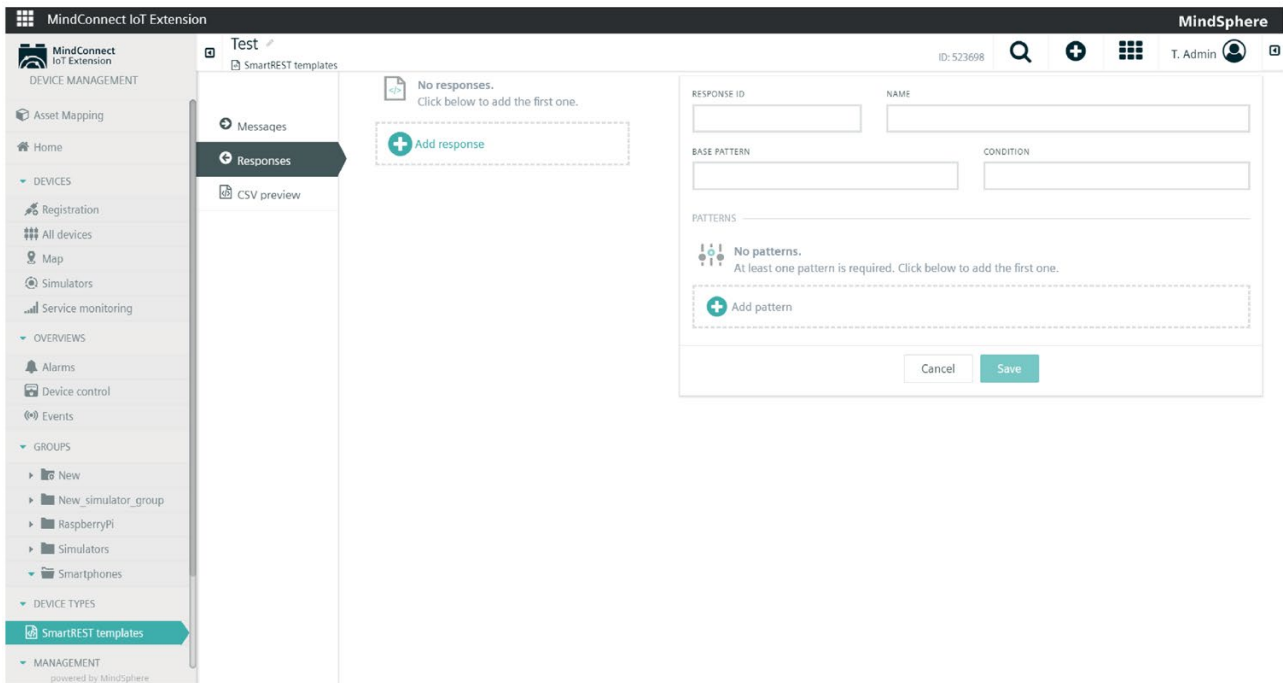 MindConnect IoT Extension
MindSphere
MindConnect
IoT Extension
DEVICE MANAGEMENT
Asset Mapping
Home
DEVICES
Registration
All devices
Map
Simulators
Service monitoring
OVERVIEWS
Alarms
Device control
Events
GROUPS
New
New_simulator_group
RaspberryPi
Simulators
Smartphones
DEVICE TYPES
SmartREST templates
MANAGEMENT
powered by MindSphere
Test
SmartREST templates
ID: 523698
T. Admin
Messages
Responses
CSV preview
No responses.
Click below to add the first one.
Add response
RESPONSE ID NAME
BASE PATTERN CONDITION
PATTERNS
No patterns.
At least one pattern is required. Click below to add the first one.
Add pattern
Cancel Save